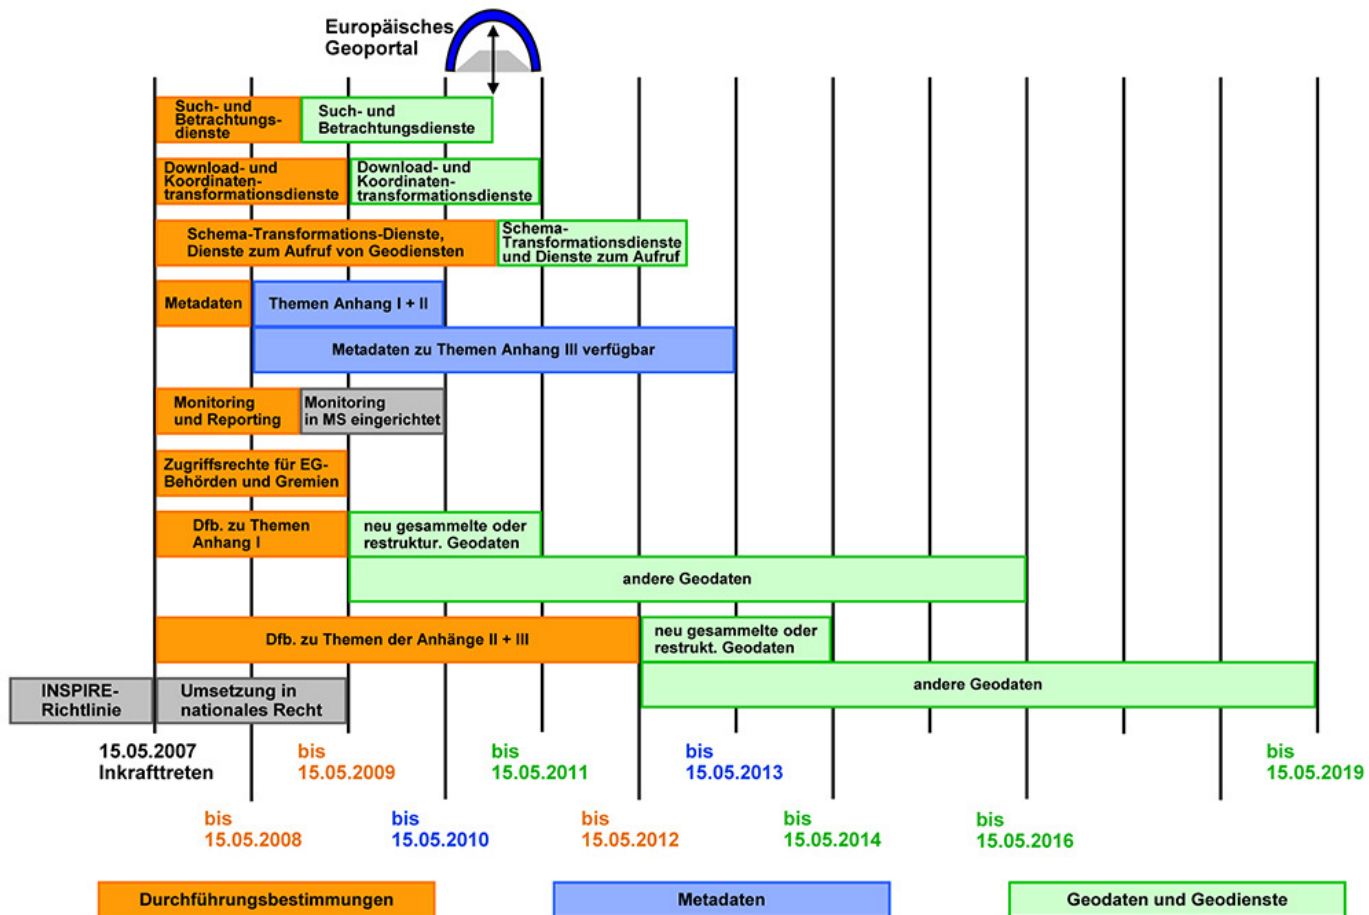 Europäisches
Geoportal
Such- und
Betrachtungs-
dienste
Such- und
Betrachtungsdienste
Download- und
Koordinaten-
transformationsdienste
Download- und
Koordinaten-
transformationsdienste
Schema-Transformations-Dienste,
Dienste zum Aufruf von Geodiensten
Schema-
Transformationsdienste
und Dienste zum Aufruf
Metadaten
Themen Anhang I + II
Metadaten zu Themen Anhang III verfügbar
Monitoring
und Reporting
Monitoring
in MS eingerichtet
Zugriffsrechte für EG-
Behörden und Gremien
Dfb. zu Themen
Anhang I
neu gesammelte oder
restruktur. Geodaten
andere Geodaten
Dfb. zu Themen der Anhänge II + III
neu gesammelte oder
restrukt. Geodaten
andere Geodaten
INSPIRE-
Richtlinie
Umsetzung in
nationales Recht
15.05.2007
Inkrafttreten
bis
15.05.2009
bis
15.05.2011
bis
15.05.2013
bis
15.05.2019
bis
15.05.2008
bis
15.05.2010
bis
15.05.2012
bis
15.05.2014
bis
15.05.2016
Durchführungsbestimmungen
Metadaten
Geodaten und Geodienste